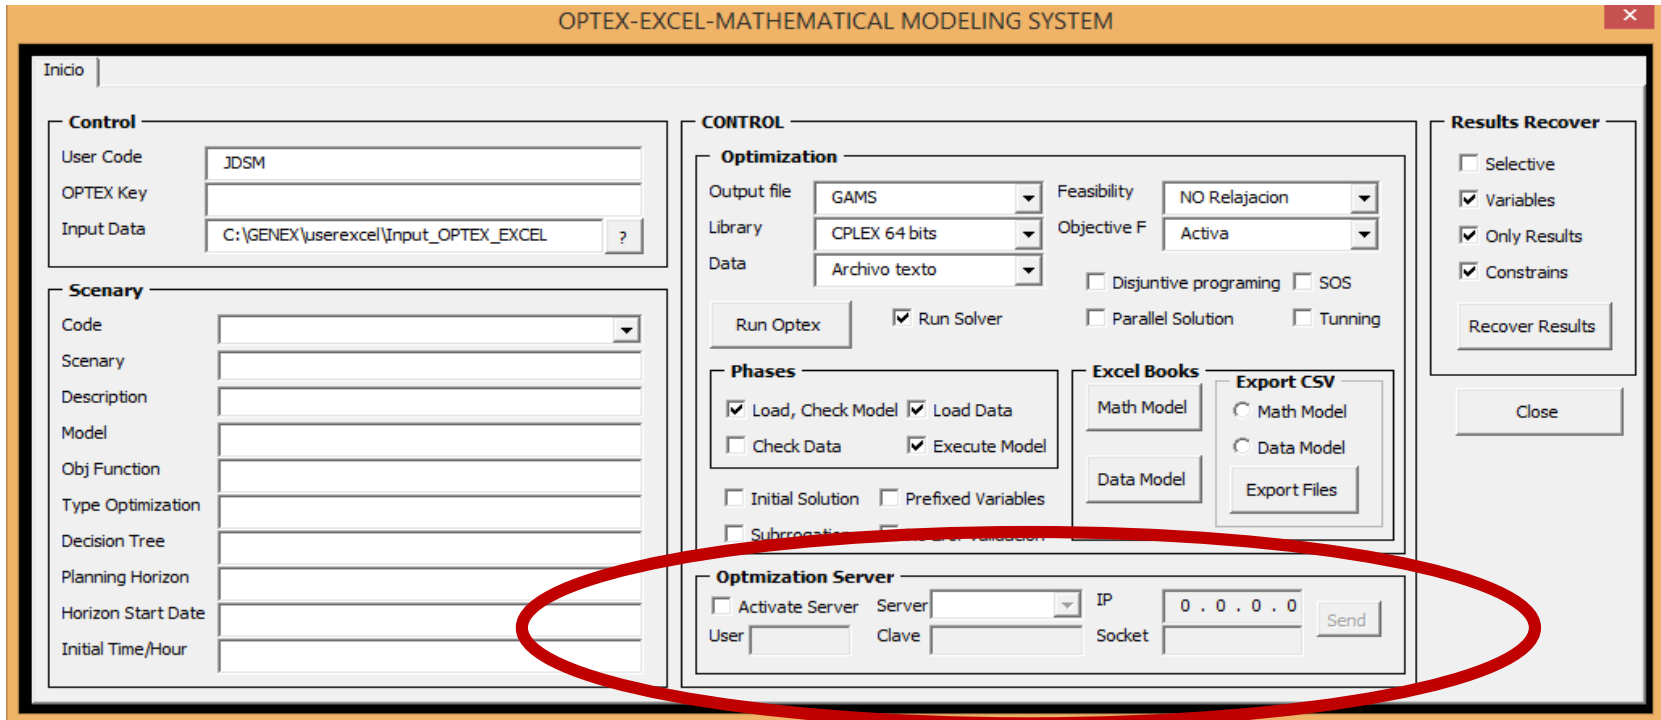 OPTEX-EXCEL-MATHEMATICAL MODELING SYSTEM
Inicio
Control
User Code JDSM
OPTEX Key
Input Data C:\GENEX\userexcel\Input_OPTEX_EXCEL ?
Scenary
Code
Scenary
Description
Model
Obj Function
Type Optimization
Decision Tree
Planning Horizon
Horizon Start Date
Initial Time/Hour
CONTROL
Optimization
Output file GAMS Feasibility NO Relajacion
Library CPLEX 64 bits Objective F Activa
Data Archivo texto
Disjuntive programing SOS
Run Optex Run Solver Parallel Solution Tunning
Phases
Load, Check Model Load Data
Check Data Execute Model
Initial Solution Prefixed Variables
Subrrogation
Excel Books
Math Model
Data Model
Export CSV
Math Model
Data Model
Export Files
Optmization Server
Activate Server Server IP 0 . 0 . 0 . 0
User Clave Socket Send
Results Recover
Selective
Variables
Only Results
Constrains
Recover Results
Close